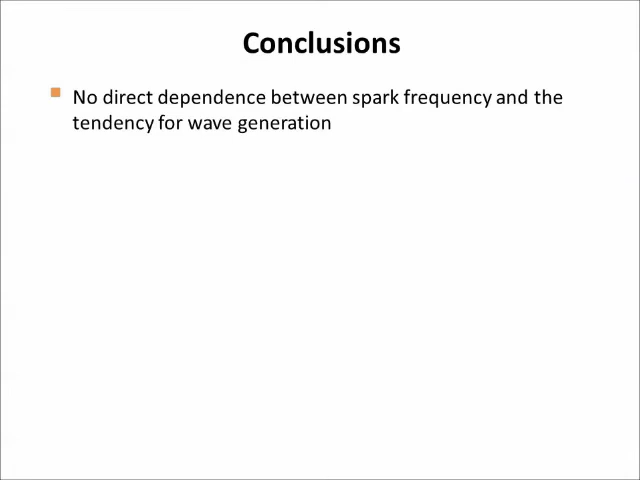 Conclusions
No direct dependence between spark frequency and the
tendency for wave generation